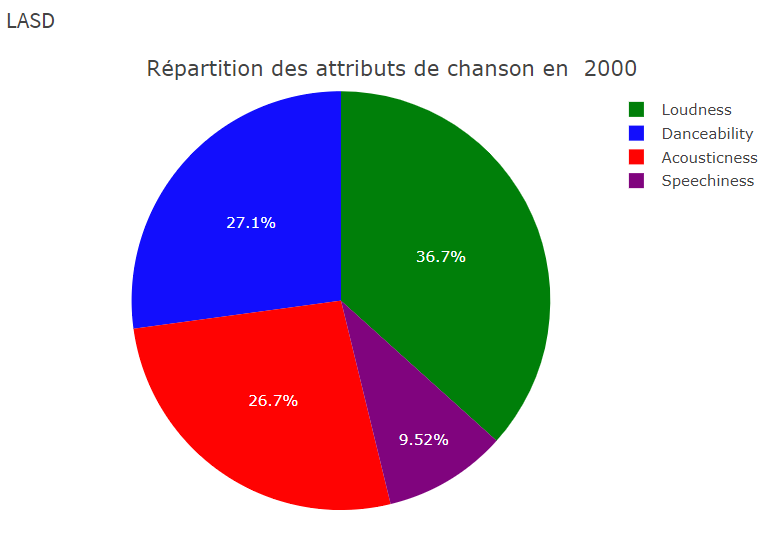 LASD
Répartition des attributs de chanson en  2000
Loudness
Danceability
Acousticness
Speechiness
27.1%
36.7%
26.7%
9.52%